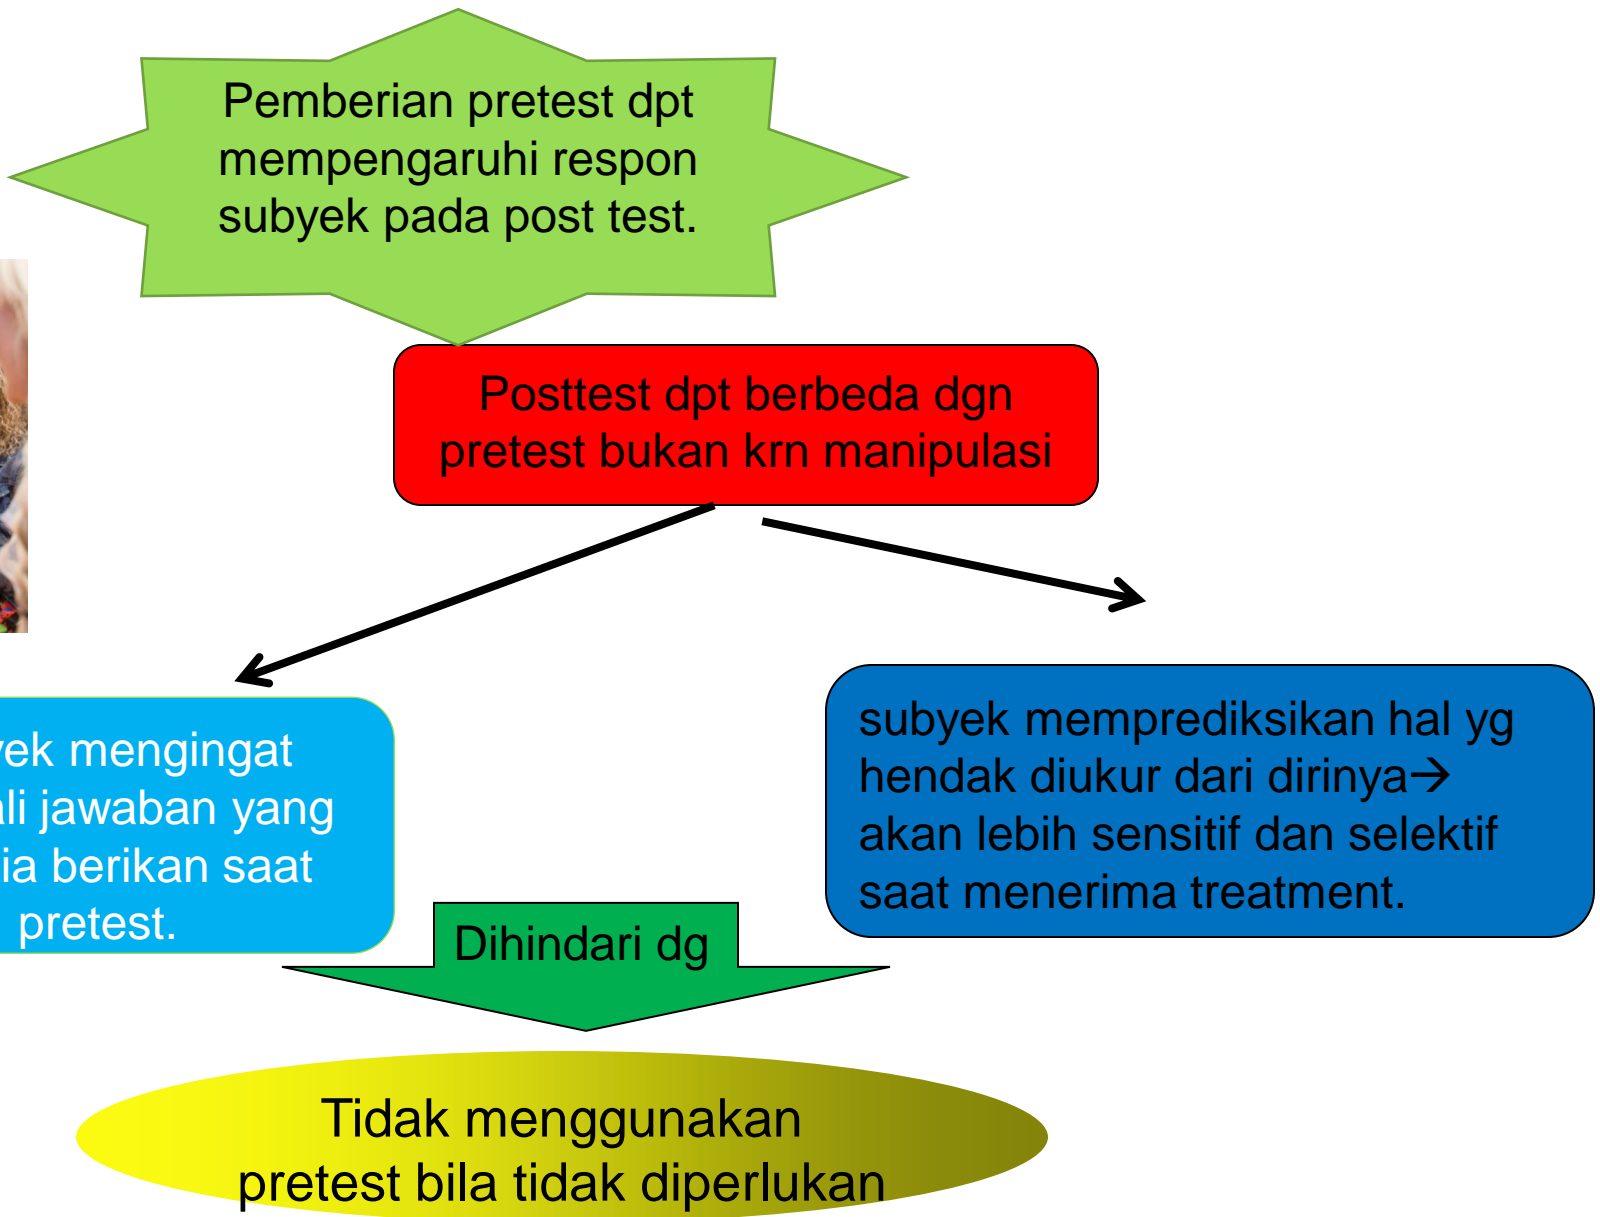 Pemberian pretest dpt
mempengaruhi respon
subyek pada post test.
Posttest dpt berbeda dgn
pretest bukan krn manipulasi
mengingat
jawaban yang
ia berikan saat
pretest.
subyek memprediksikan hal yg
hendak diukur dari dirinya→
akan lebih sensitif dan selektif
saat menerima treatment.
Dihindari dg
Tidak menggunakan
pretest bila tidak diperlukan